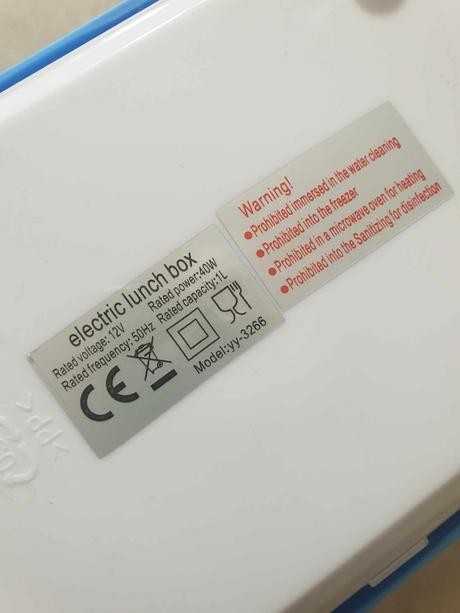 electric lunch box
Rated voltage: 12V Rated power:40W
Rated frequency: 50Hz Rated capacity:1L
CE
Model:yy-3266
Warning!
●Prohibited immersed in the water cleaning
●Prohibited into the freezer
●Prohibited in a microwave oven for heating
●Prohibited into the Sanitizing for disinfection
>PP<